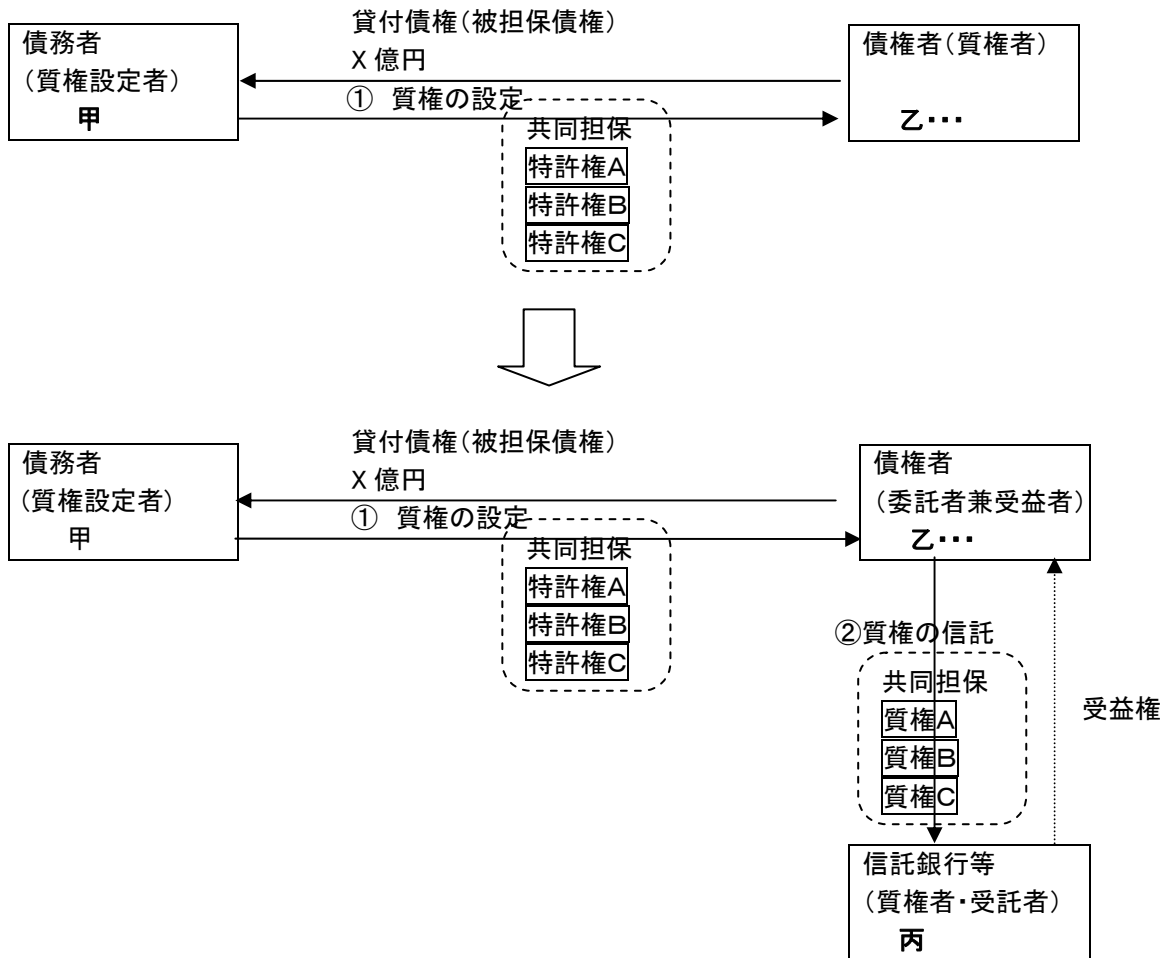 貸付債権(被担保債権)
X 億円
債務者
(質権設定者)
甲
債権者(質権者)
乙・・・
① 質権の設定
共同担保
特許権A
特許権B
特許権C
貸付債権(被担保債権)
X 億円
債務者
(質権設定者)
甲
債権者
(委託者兼受益者)
乙・・・
① 質権の設定
共同担保
特許権A
特許権B
特許権C
②質権の信託
共同担保
質権A
質権B
質権C
受益権
信託銀行等
(質権者・受託者)
丙